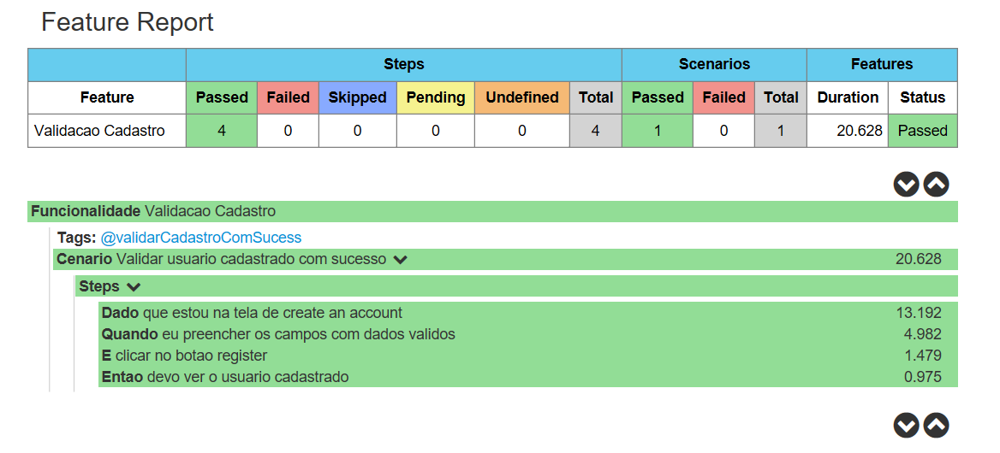 Feature Report
Steps Scenarios Features
Feature Passed Failed Skipped Pending Undefined Total Passed Failed Total Duration Status
Validacao Cadastro 4 0 0 0 0 4 1 0 1 20.628 Passed
Funcionalidade Validacao Cadastro
Tags: @validarCadastroComSucess
Cenario Validar usuario cadastrado com sucesso 20.628
Steps
Dado que estou na tela de create an account 13.192
Quando eu preencher os campos com dados validos 4.982
E clicar no botao register 1.479
Entao devo ver o usuario cadastrado 0.975